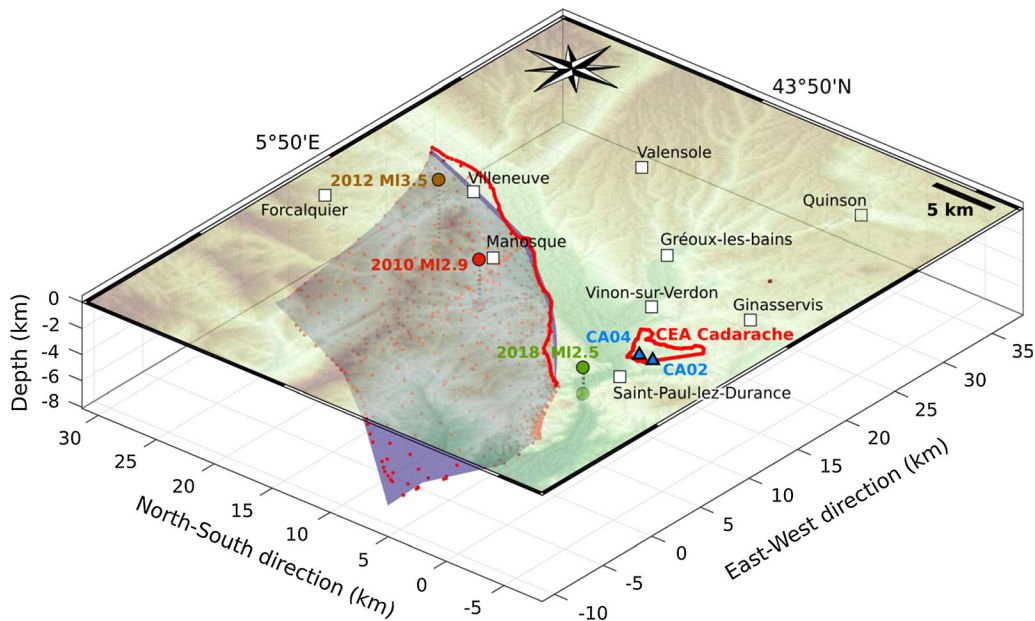 43°50'N
5°50'E
Valensole
2012 Ml3.5
Villeneuve
Quinson
Forcalquier
5 km
Manosque
Gréoux-les-bains
2010 Ml2.9
Vinon-sur-Verdon
Ginasservis
CA04
CEA Cadarache
2018 Ml2.5
CA02
Saint-Paul-lez-Durance
Depth (km)
0
-2
-4
-6
-8
30
25
20
15
10
5
0
-5
North-South direction (km)
-10
-5
0
5
10
15
20
25
30
35
East-West direction (km)